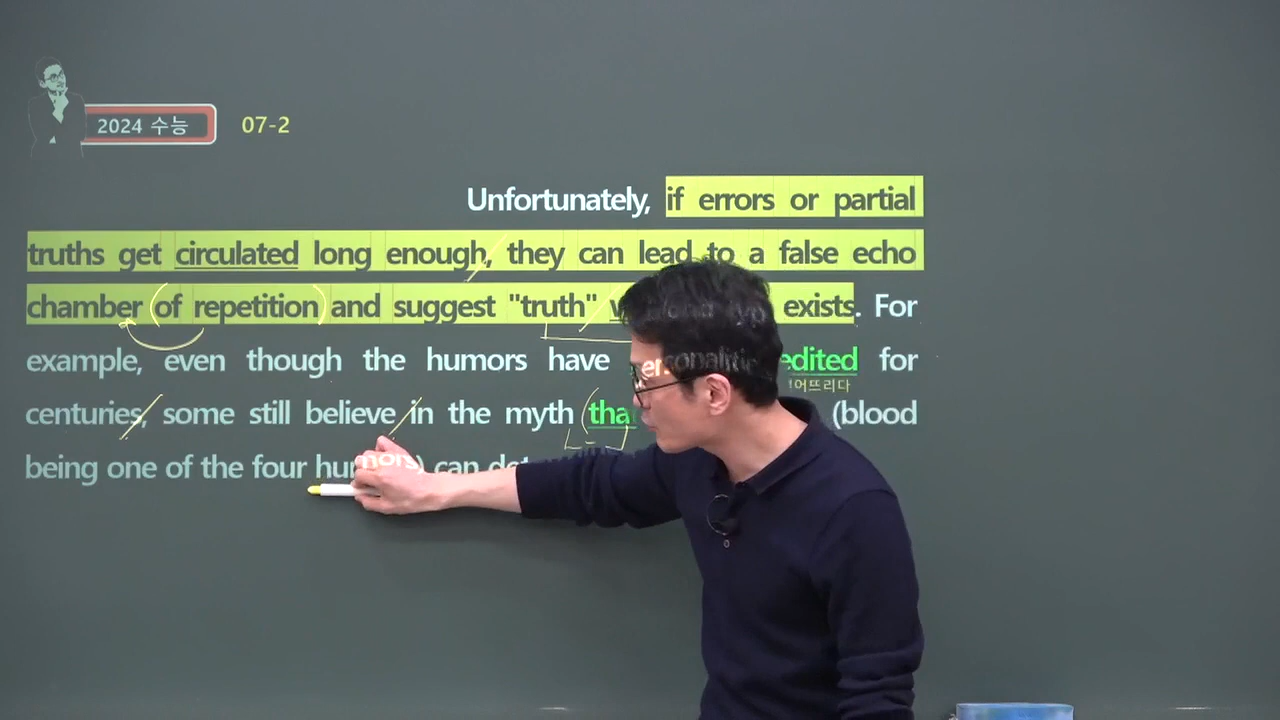 2024 수능 07-2
Unfortunately, if errors or partial
truths get circulated long enough, they can lead to a false echo
chamber of repetition and suggest "truth" exists. For
example, even though the humors have for
centuries, some still believe in the myth (blood
being one of the four humors) can